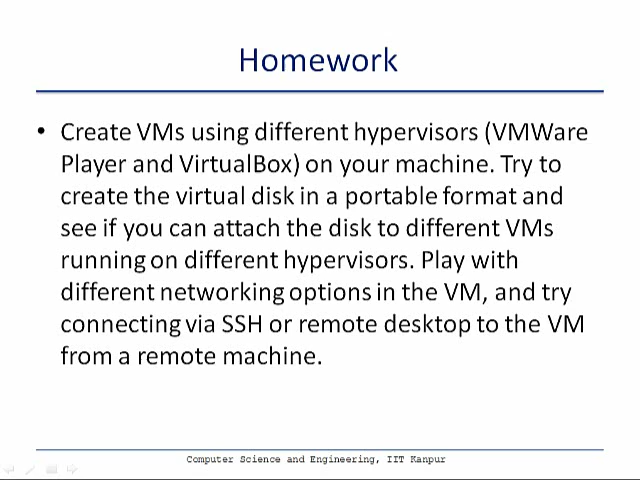 Homework
• Create VMs using different hypervisors (VMWare
Player and VirtualBox) on your machine. Try to
create the virtual disk in a portable format and
see if you can attach the disk to different VMs
running on different hypervisors. Play with
different networking options in the VM, and try
connecting via SSH or remote desktop to the VM
from a remote machine.
Computer Science and Engineering, IIT Kanpur